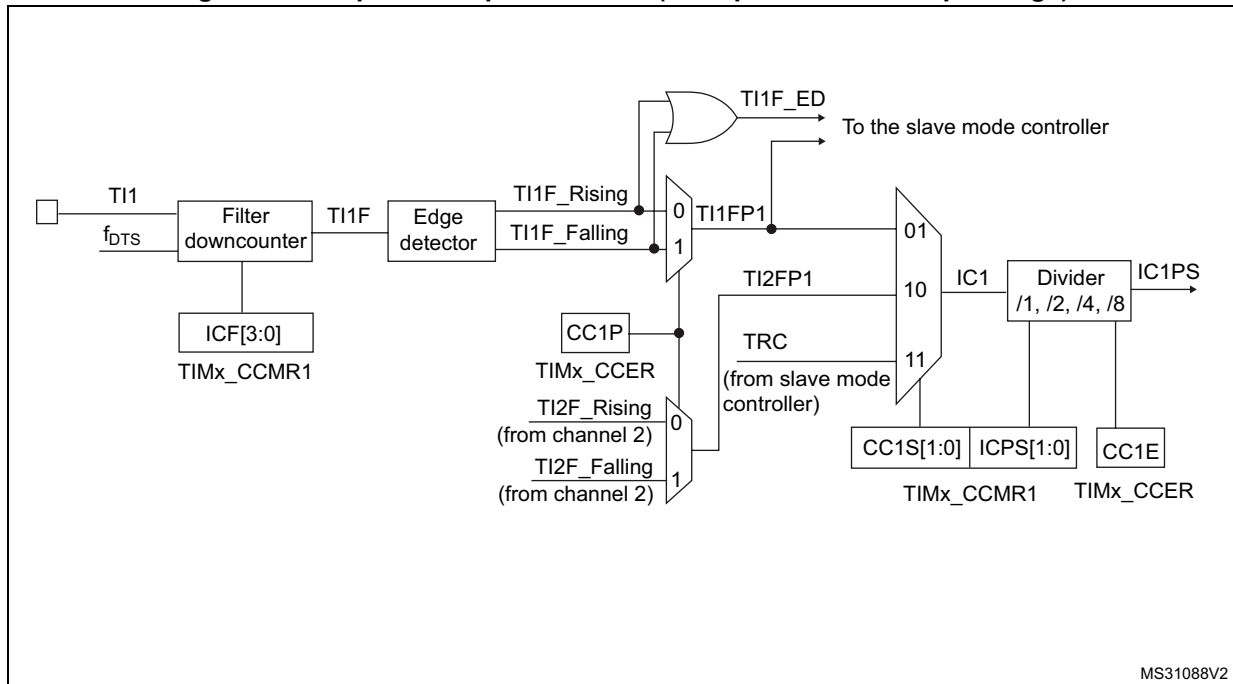 TI1F_ED
To the slave mode controller
TI1
f_DTS
Filter
downcounter
TI1F
Edge
detector
TI1F_Rising
TI1F_Falling
0
1
TI1FP1
01
TI2FP1
10
IC1
Divider
/1, /2, /4, /8
IC1PS
ICF[3:0]
TIMx_CCMR1
CC1P
TIMx_CCER
TRC
11
(from slave mode
controller)
TI2F_Rising
0
(from channel 2)
TI2F_Falling
1
(from channel 2)
CC1S[1:0]
ICPS[1:0]
CC1E
TIMx_CCMR1
TIMx_CCER
MS31088V2